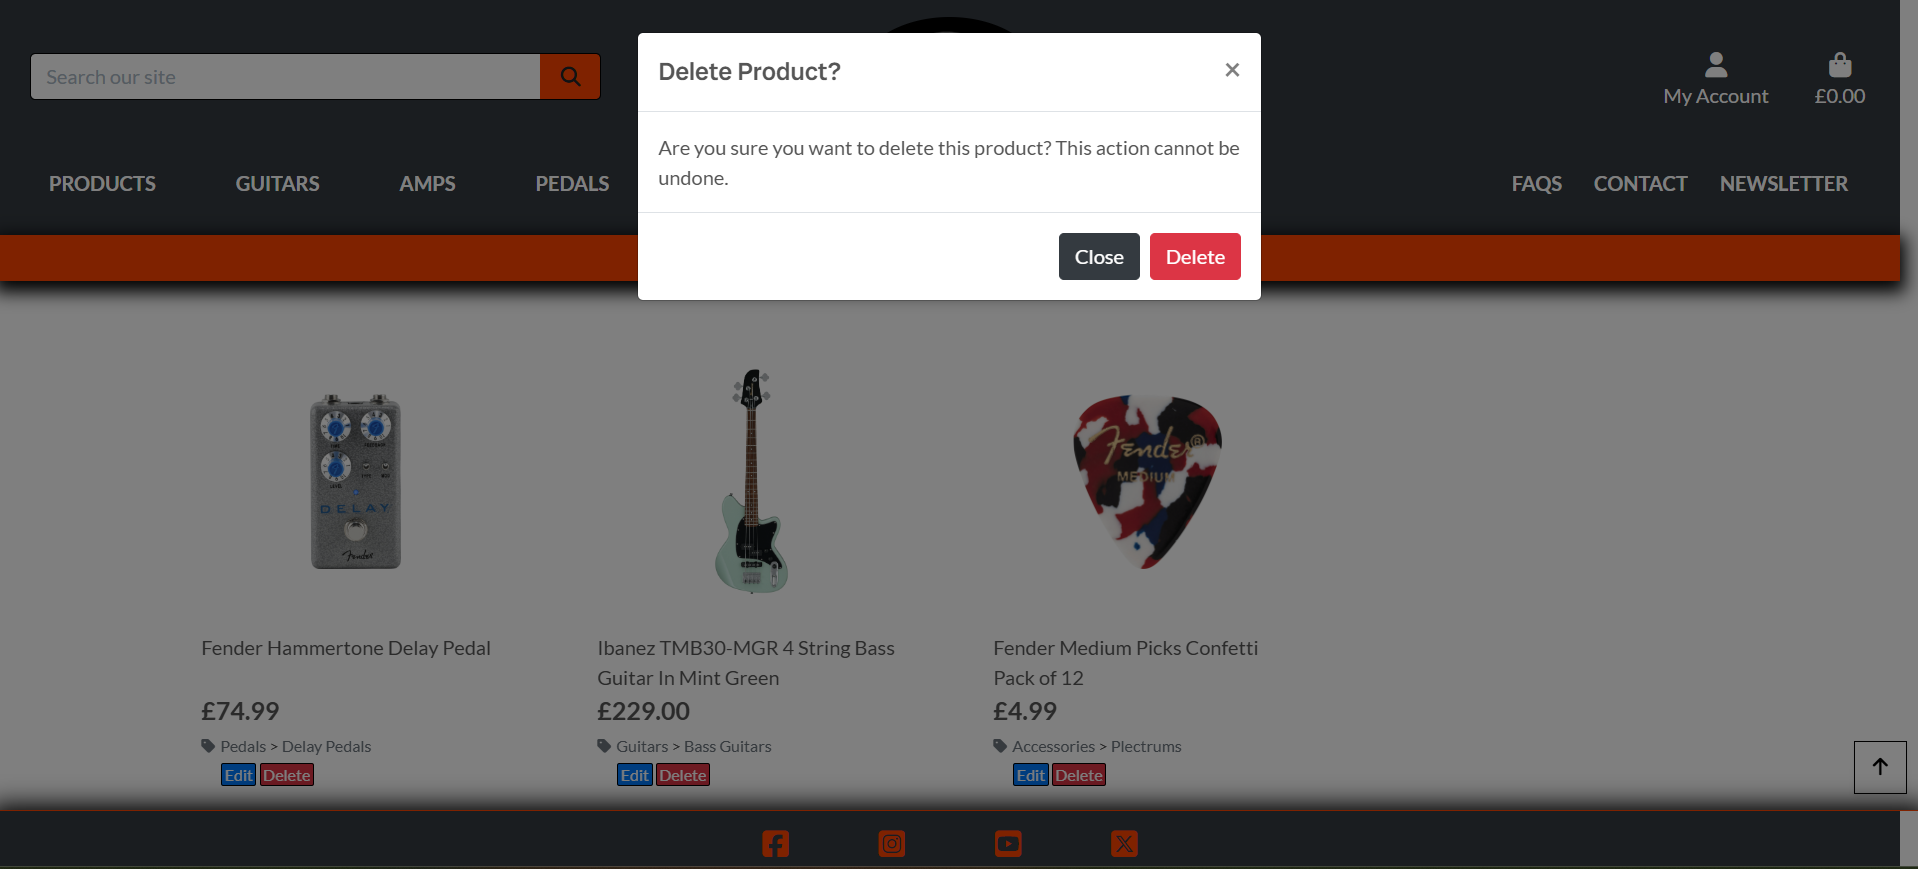 Delete Product?
×
Are you sure you want to delete this product? This action cannot be
undone.
Close
Delete
Search our site
My Account
£0.00
PRODUCTS
GUITARS
AMPS
PEDALS
FAQS
CONTACT
NEWSLETTER
DELAY
Fender
Fender®
MEDIUM
Fender Hammertone Delay Pedal
£74.99
Pedals > Delay Pedals
Edit
Delete
Ibanez TMB30-MGR 4 String Bass
Guitar In Mint Green
£229.00
Guitars > Bass Guitars
Edit
Delete
Fender Medium Picks Confetti
Pack of 12
£4.99
Accessories > Plectrums
Edit
Delete